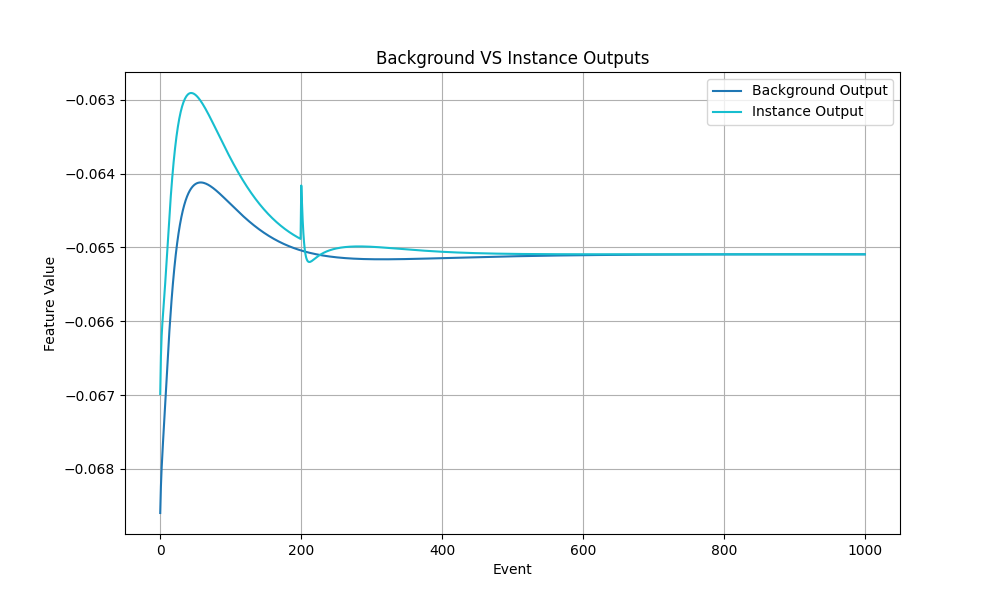 Background VS Instance Outputs
Background Output
Instance Output
Feature Value
−0.063
−0.064
−0.065
−0.066
−0.067
−0.068
0 200 400 600 800 1000
Event